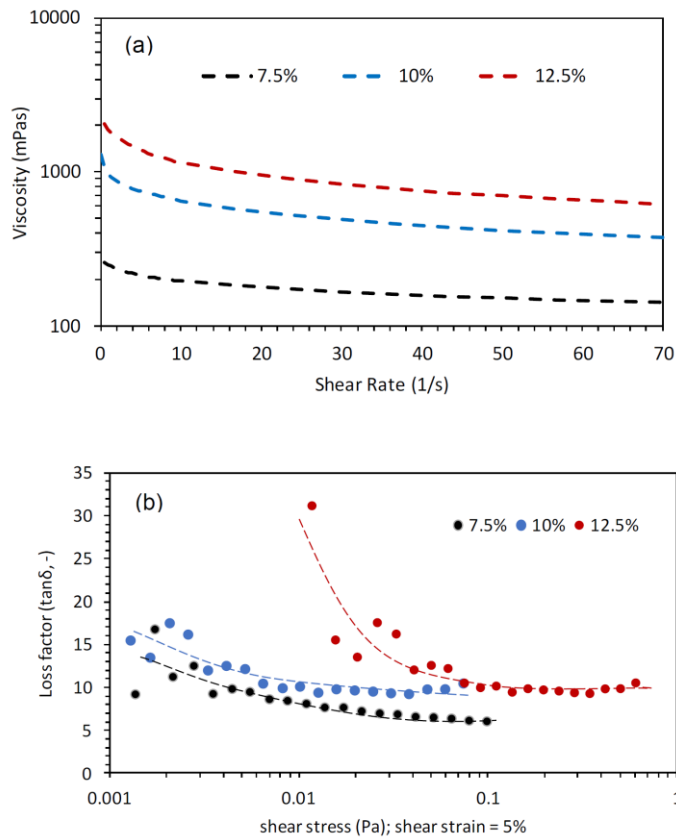 (a)
7.5% 10% 12.5%
Viscosity (mPas)
10000
1000
100
0 10 20 30 40 50 60 70
Shear Rate (1/s)
(b)
7.5% 10% 12.5%
Loss factor (tanδ, -)
35
30
25
20
15
10
5
0
0.001 0.01 0.1 1
shear stress (Pa); shear strain = 5%